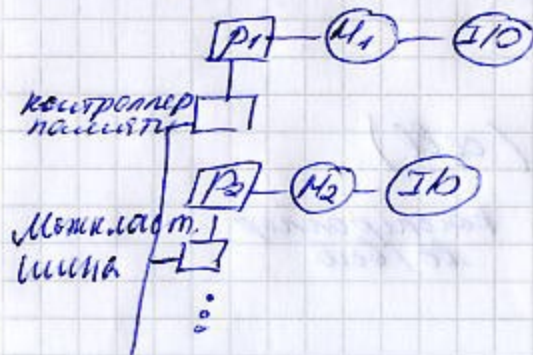 P1 M1 I/O
контроллер
памяти
P2 M2 I/O
Межкласт.
шина